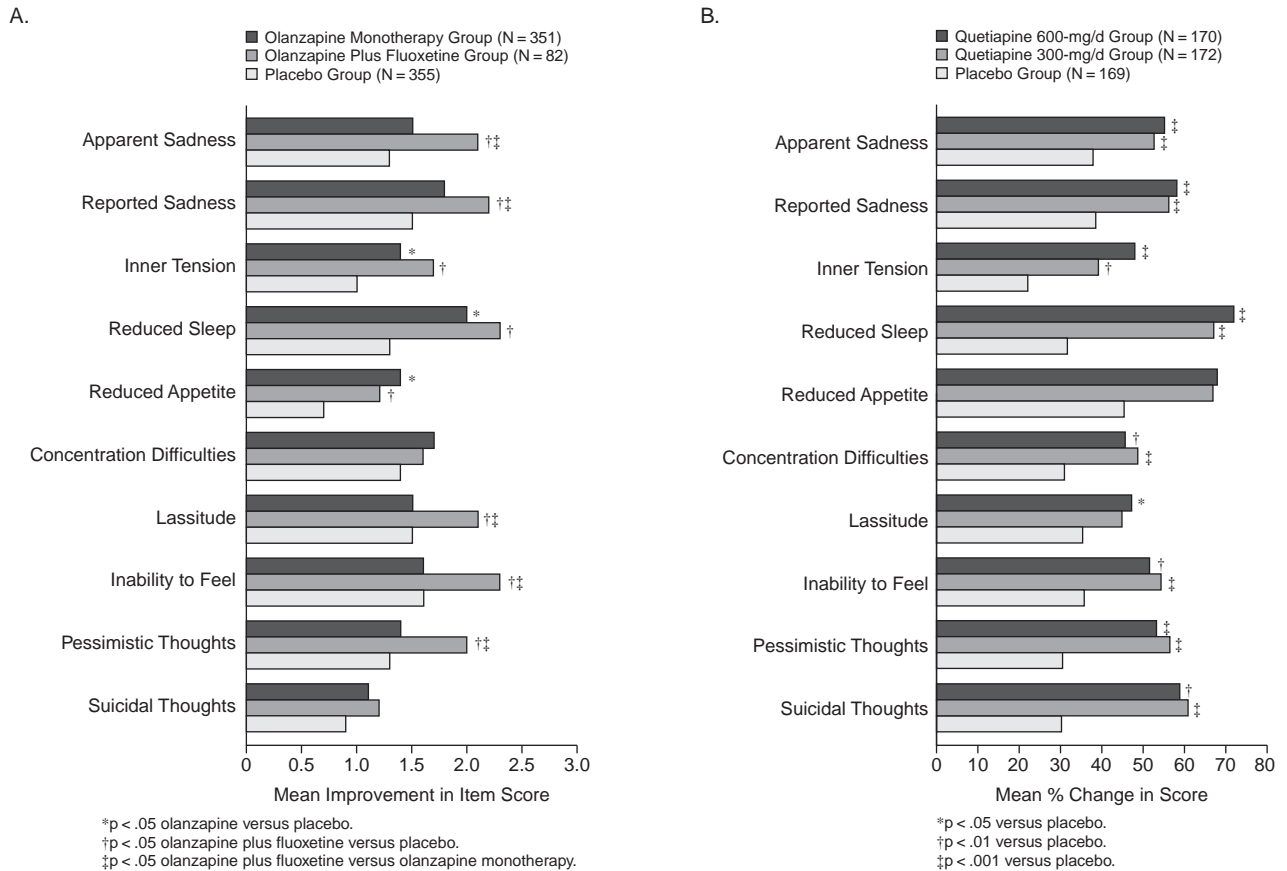 A.
Olanzapine Monotherapy Group (N = 351)
Olanzapine Plus Fluoxetine Group (N = 82)
Placebo Group (N = 355)
Apparent Sadness
†‡
Reported Sadness
†‡
Inner Tension
*
†
Reduced Sleep
*
†
Reduced Appetite
*
†
Concentration Difficulties
Lassitude
†‡
Inability to Feel
†‡
Pessimistic Thoughts
†‡
Suicidal Thoughts
0 0.5 1.0 1.5 2.0 2.5 3.0
Mean Improvement in Item Score
*p < .05 olanzapine versus placebo.
†p < .05 olanzapine plus fluoxetine versus placebo.
‡p < .05 olanzapine plus fluoxetine versus olanzapine monotherapy.
B.
Quetiapine 600-mg/d Group (N = 170)
Quetiapine 300-mg/d Group (N = 172)
Placebo Group (N = 169)
Apparent Sadness
‡
‡
Reported Sadness
‡
‡
Inner Tension
‡
†
Reduced Sleep
‡
‡
Reduced Appetite
Concentration Difficulties
†
‡
Lassitude
*
Inability to Feel
†
‡
Pessimistic Thoughts
‡
‡
Suicidal Thoughts
†
‡
0 10 20 30 40 50 60 70 80
Mean % Change in Score
*p < .05 versus placebo.
†p < .01 versus placebo.
‡p < .001 versus placebo.